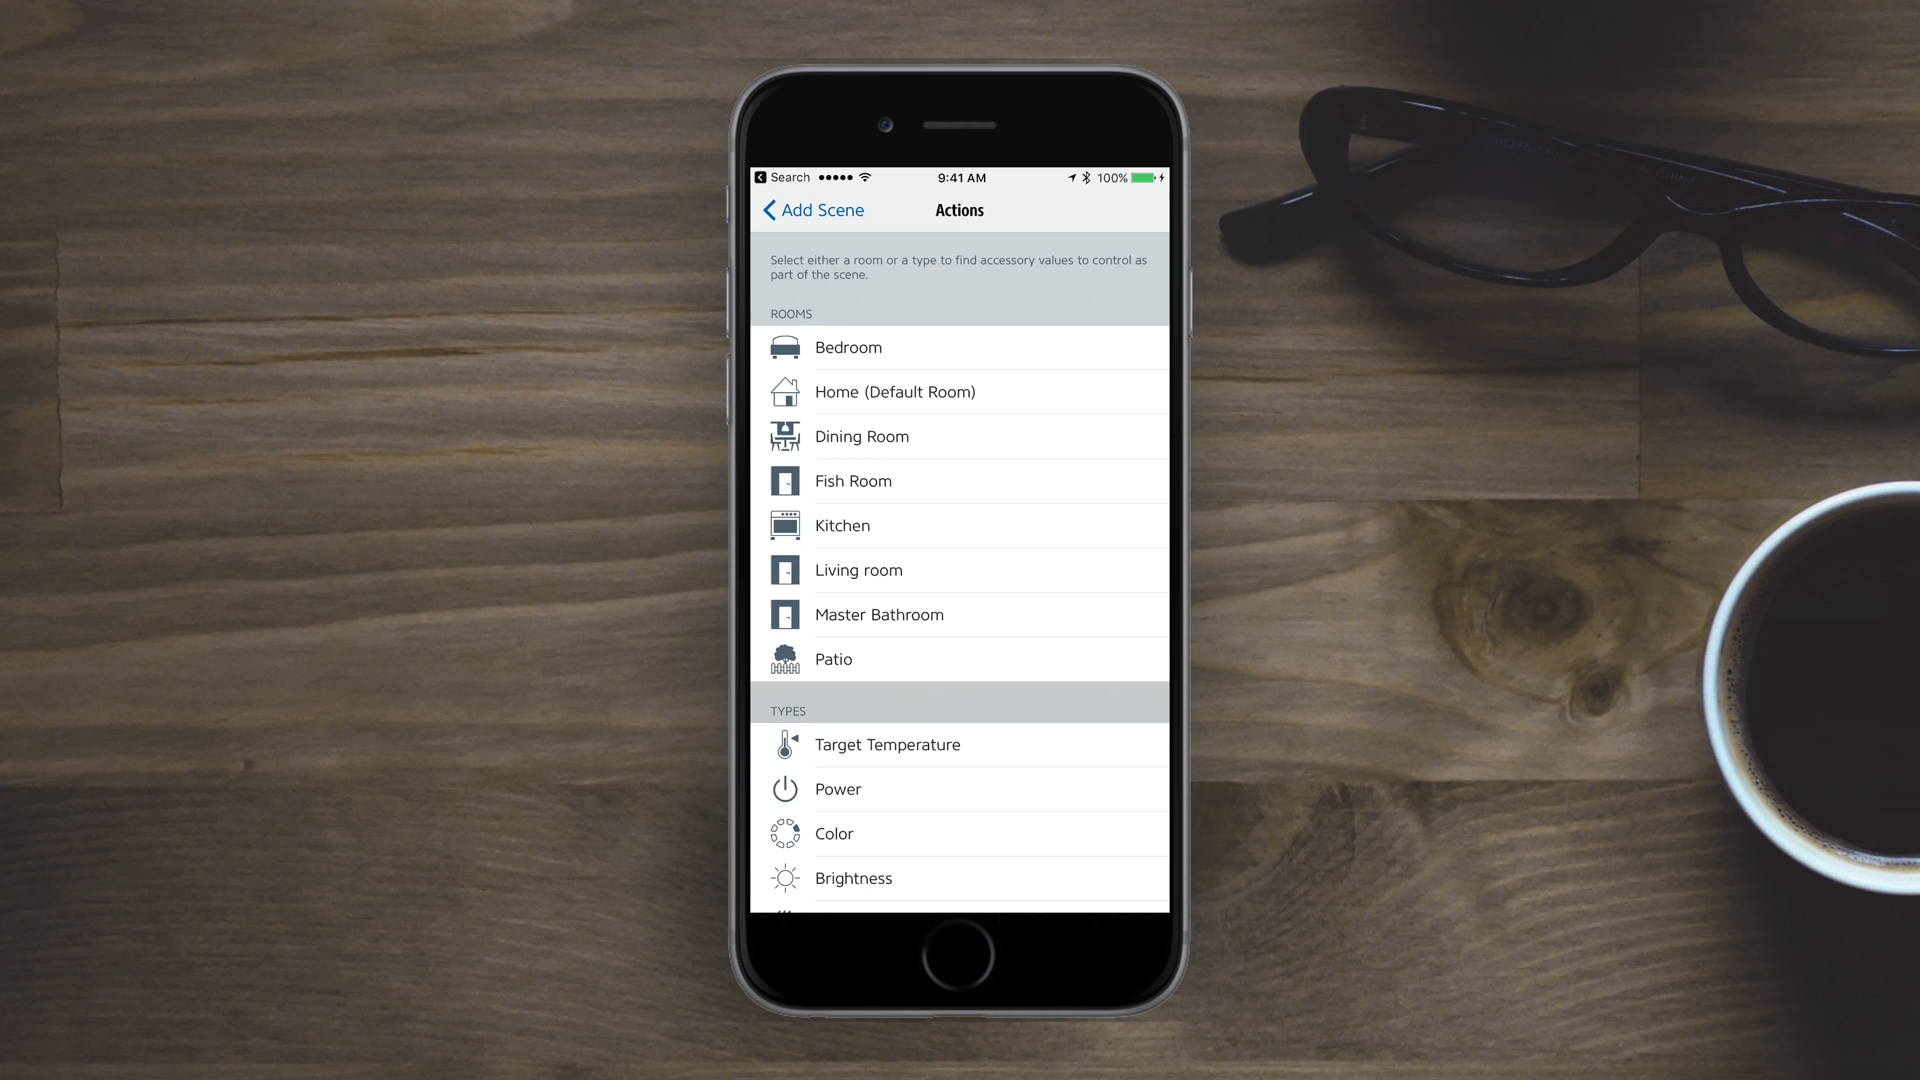 Search
9:41 AM
100%
Add Scene
Actions
Select either a room or a type to find accessory values to control as
part of the scene.
ROOMS
Bedroom
Home (Default Room)
Dining Room
Fish Room
Kitchen
Living room
Master Bathroom
Patio
TYPES
Target Temperature
Power
Color
Brightness
CHINA